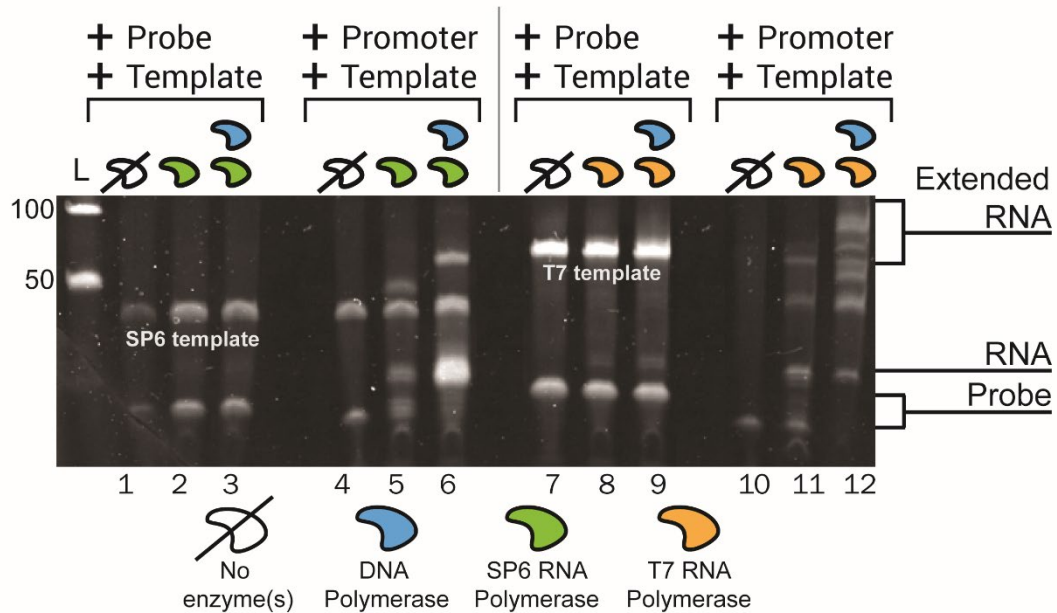 + Probe
+ Template
+ Promoter
+ Template
+ Probe
+ Template
+ Promoter
+ Template
L
Extended
RNA
100
50
SP6 template
T7 template
RNA
Probe
1 2 3 4 5 6 7 8 9 10 11 12
No
enzyme(s)
DNA
Polymerase
SP6 RNA
Polymerase
T7 RNA
Polymerase